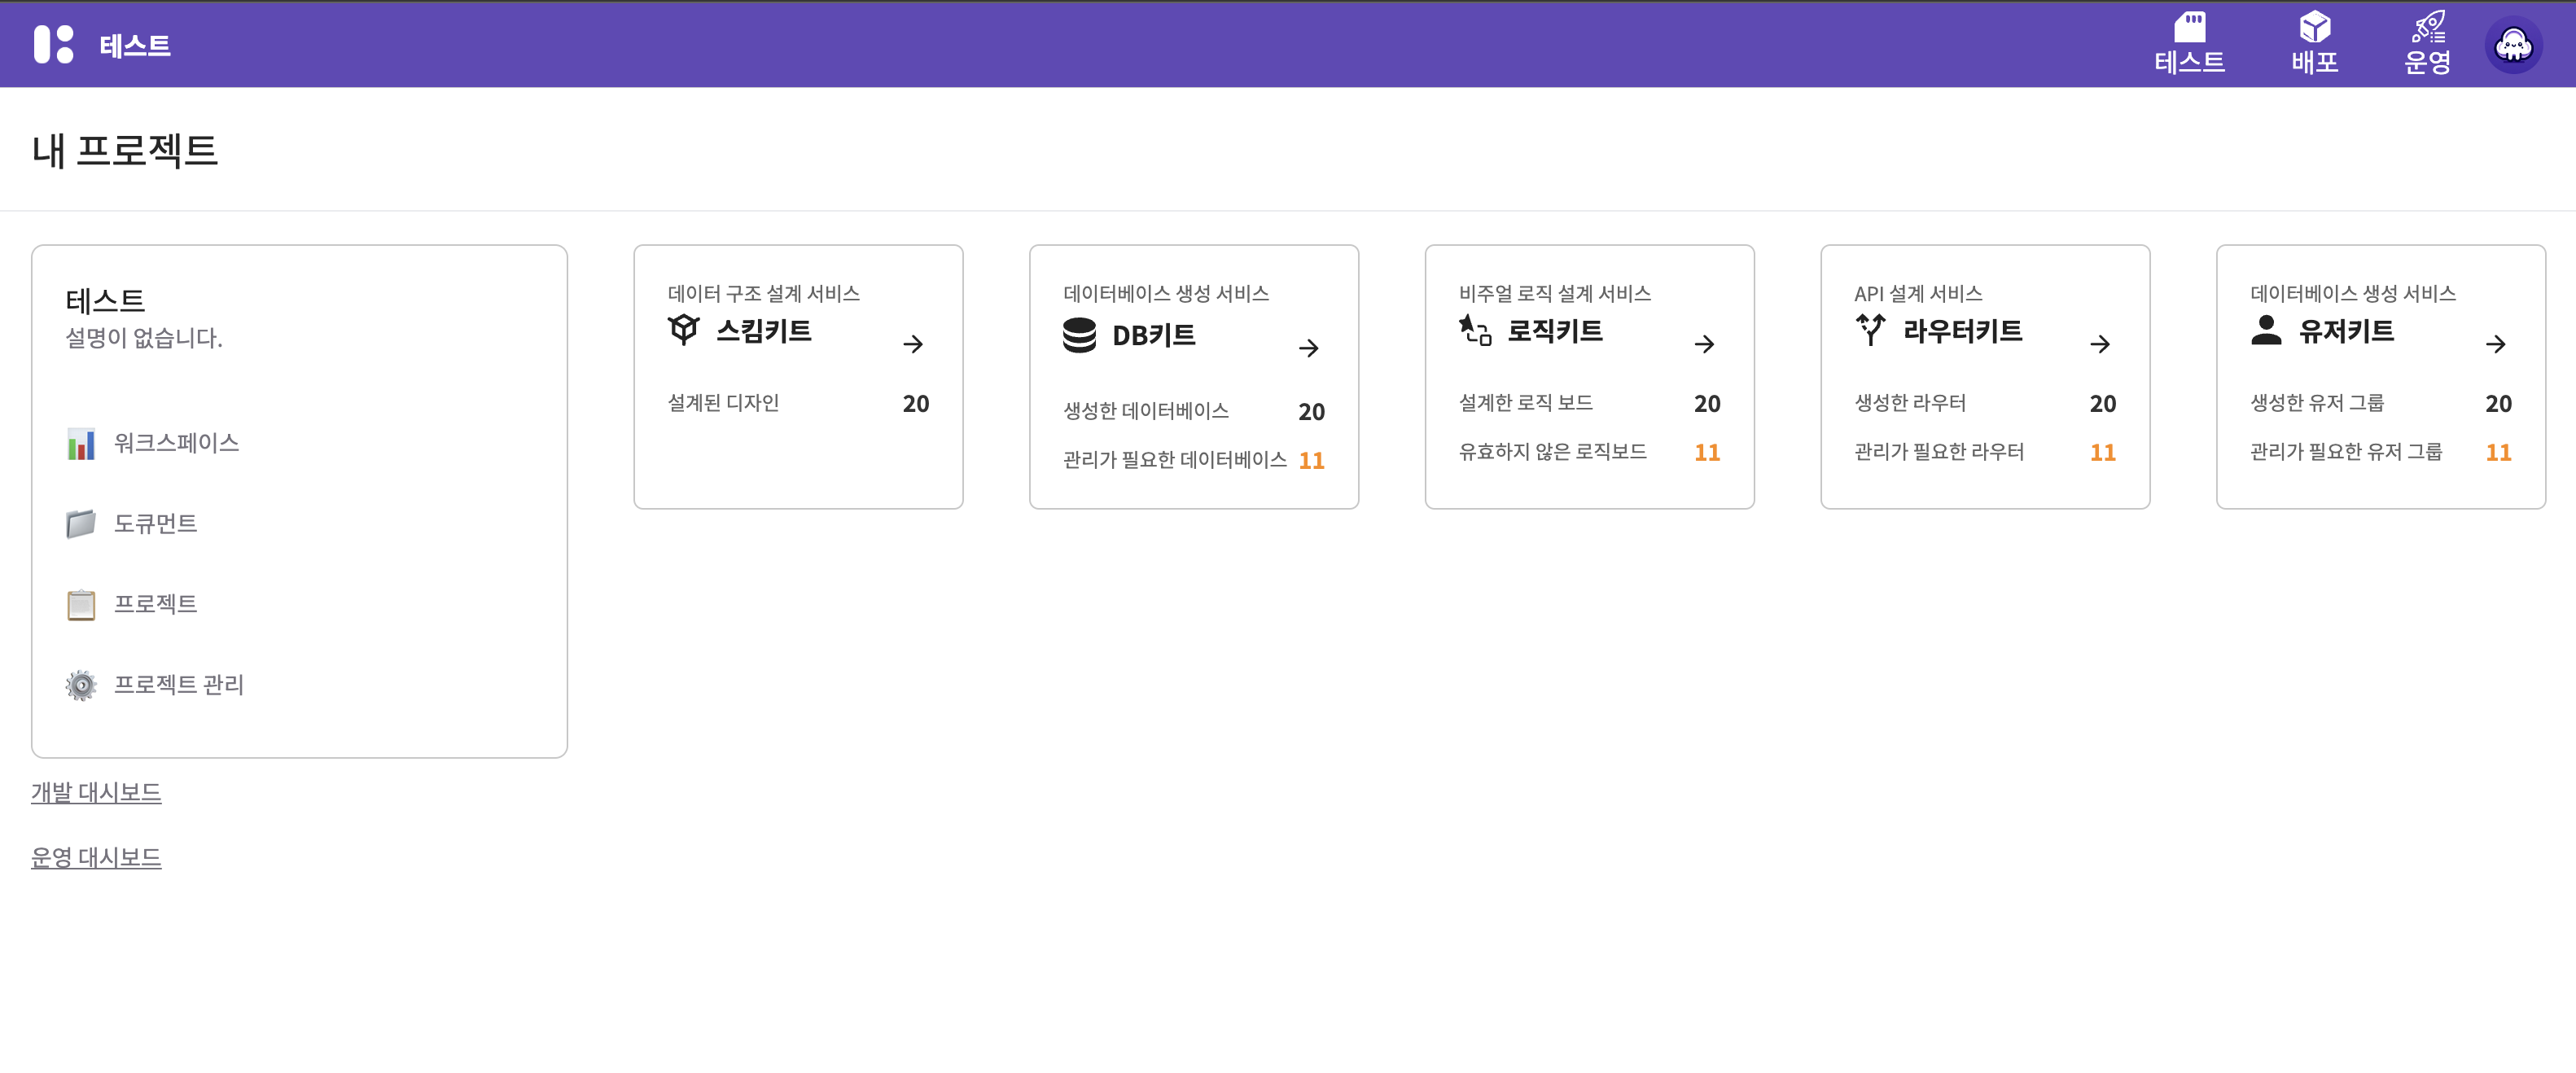 테스트
테스트
배포
운영
내 프로젝트
테스트
설명이 없습니다.
워크스페이스
도큐먼트
프로젝트
프로젝트 관리
개발 대시보드
운영 대시보드
데이터 구조 설계 서비스
스킴키트
설계된 디자인 20
데이터베이스 생성 서비스
DB키트
생성한 데이터베이스 20
관리가 필요한 데이터베이스 11
비주얼 로직 설계 서비스
로직키트
설계한 로직 보드 20
유효하지 않은 로직보드 11
API 설계 서비스
라우터키트
생성한 라우터 20
관리가 필요한 라우터 11
데이터베이스 생성 서비스
유저키트
생성한 유저 그룹 20
관리가 필요한 유저 그룹 11